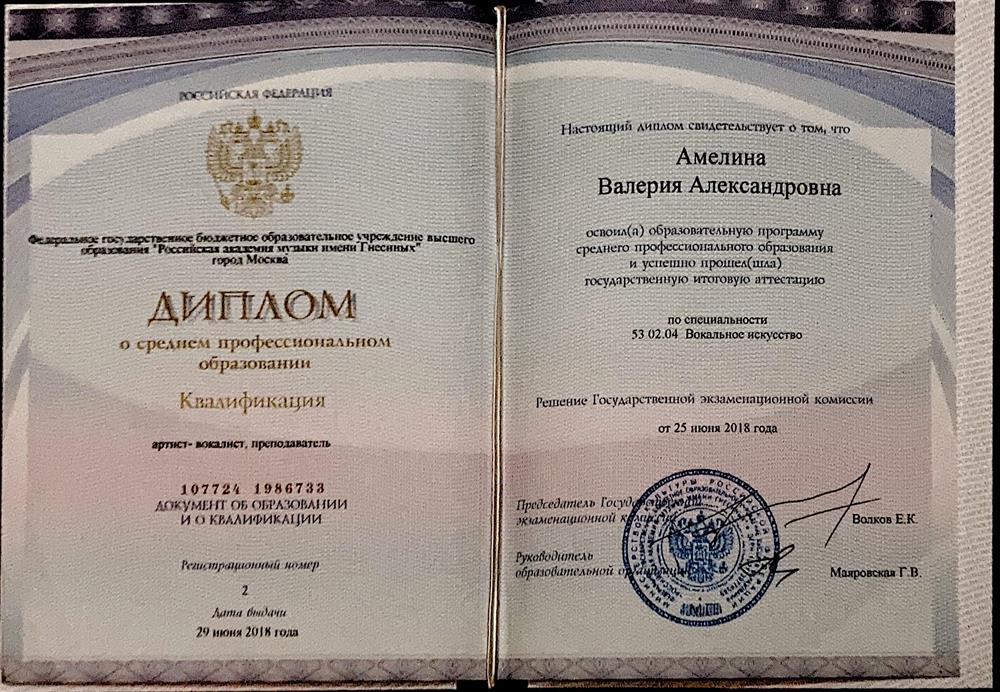 РОССИЙСКАЯ ФЕДЕРАЦИЯ
Федеральное государственное бюджетное образовательное учреждение высшего
образования "Российская академия музыки имени Гнесиных"
город Москва
ДИПЛОМ
о среднем профессиональном
образовании
Квалификация
артист- вокалист, преподаватель
107724 1986733
ДОКУМЕНТ ОБ ОБРАЗОВАНИИ
И О КВАЛИФИКАЦИИ
Регистрационный номер
2
Дата выдачи
29 июня 2018 года
Настоящий диплом свидетельствует о том, что
Амелина
Валерия Александровна
освоил(а) образовательную программу
среднего профессионального образования
и успешно прошел(шла)
государственную итоговую аттестацию
по специальности
53 02.04 Вокальное искусство
Решение Государственной экзаменационной комиссии
от 25 июня 2018 года
Председатель
экзаменационной
Волков Е.К.
Руководитель
образовательной
Маяровская Г.В.